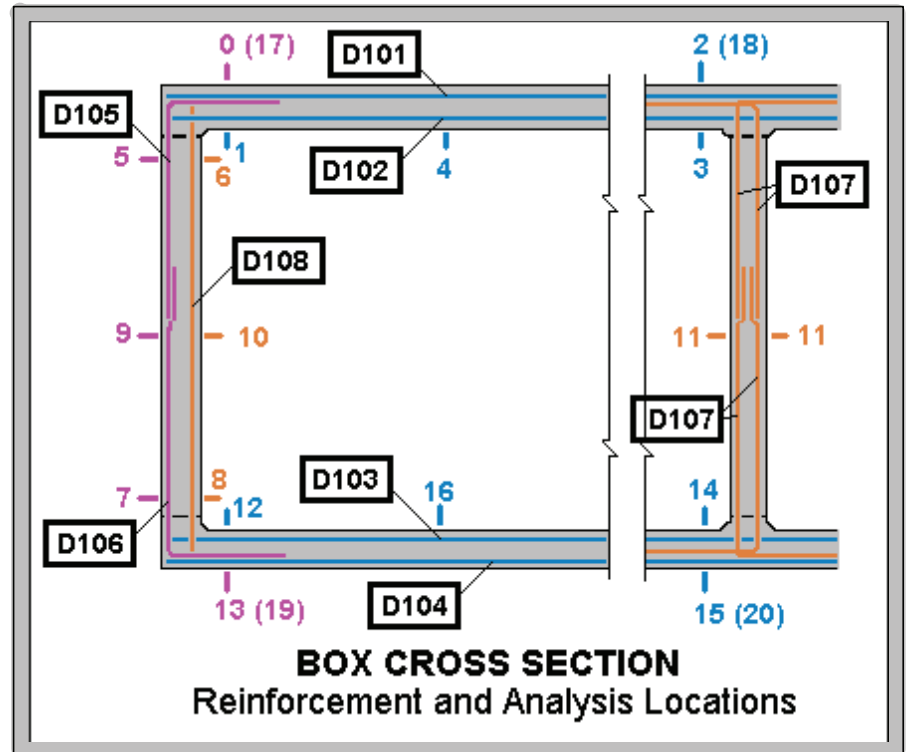 0 (17)
D101
2 (18)
D105
5
1
6
D102
4
3
D107
D108
9
10
11
11
D107
D103
7
8
12
16
14
D106
D104
13 (19)
15 (20)
BOX CROSS SECTION
Reinforcement and Analysis Locations